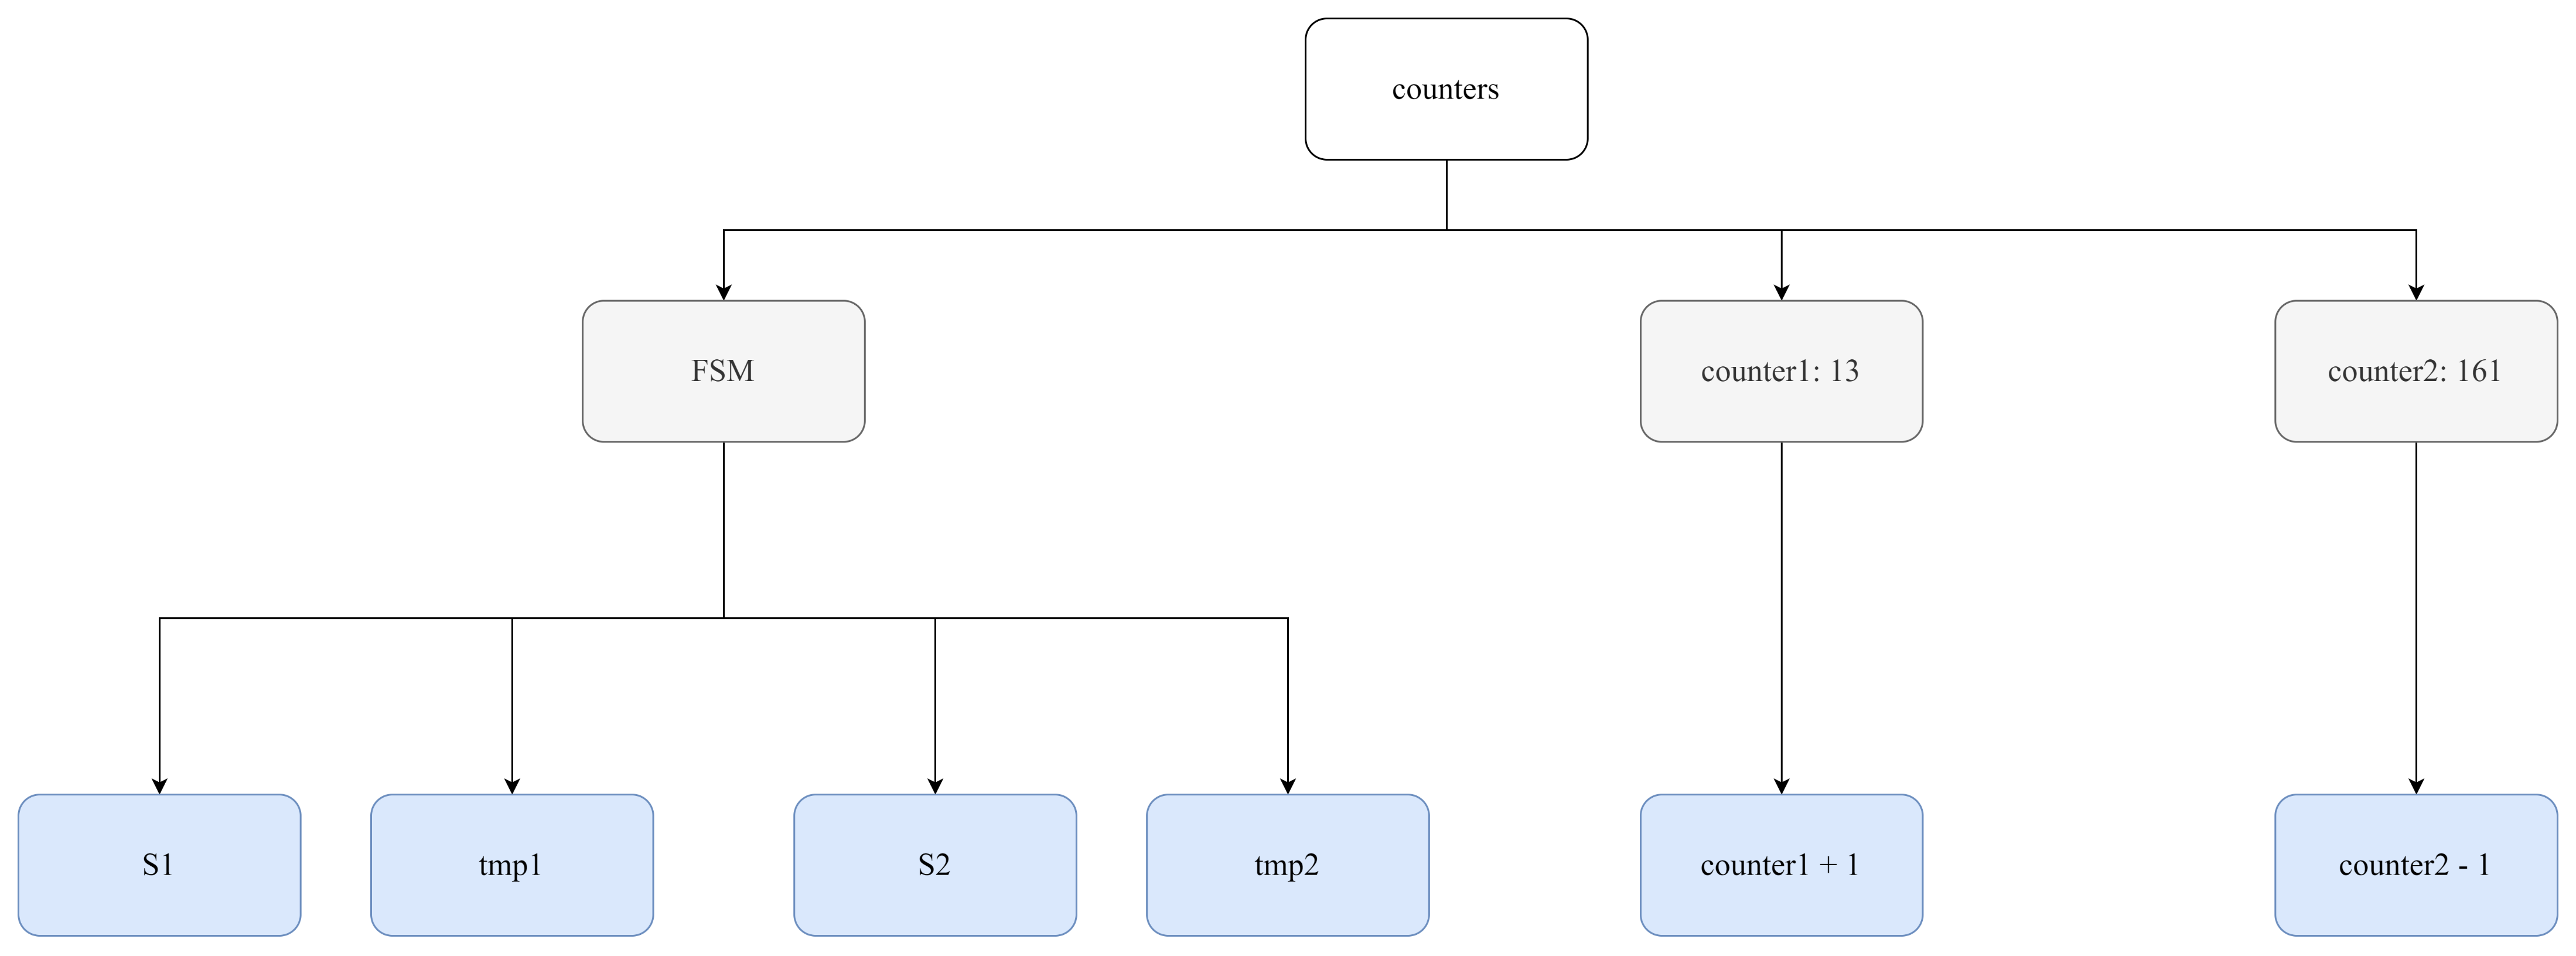 counters
FSM
counter1: 13
counter2: 161
S1
tmp1
S2
tmp2
counter1 + 1
counter2 - 1